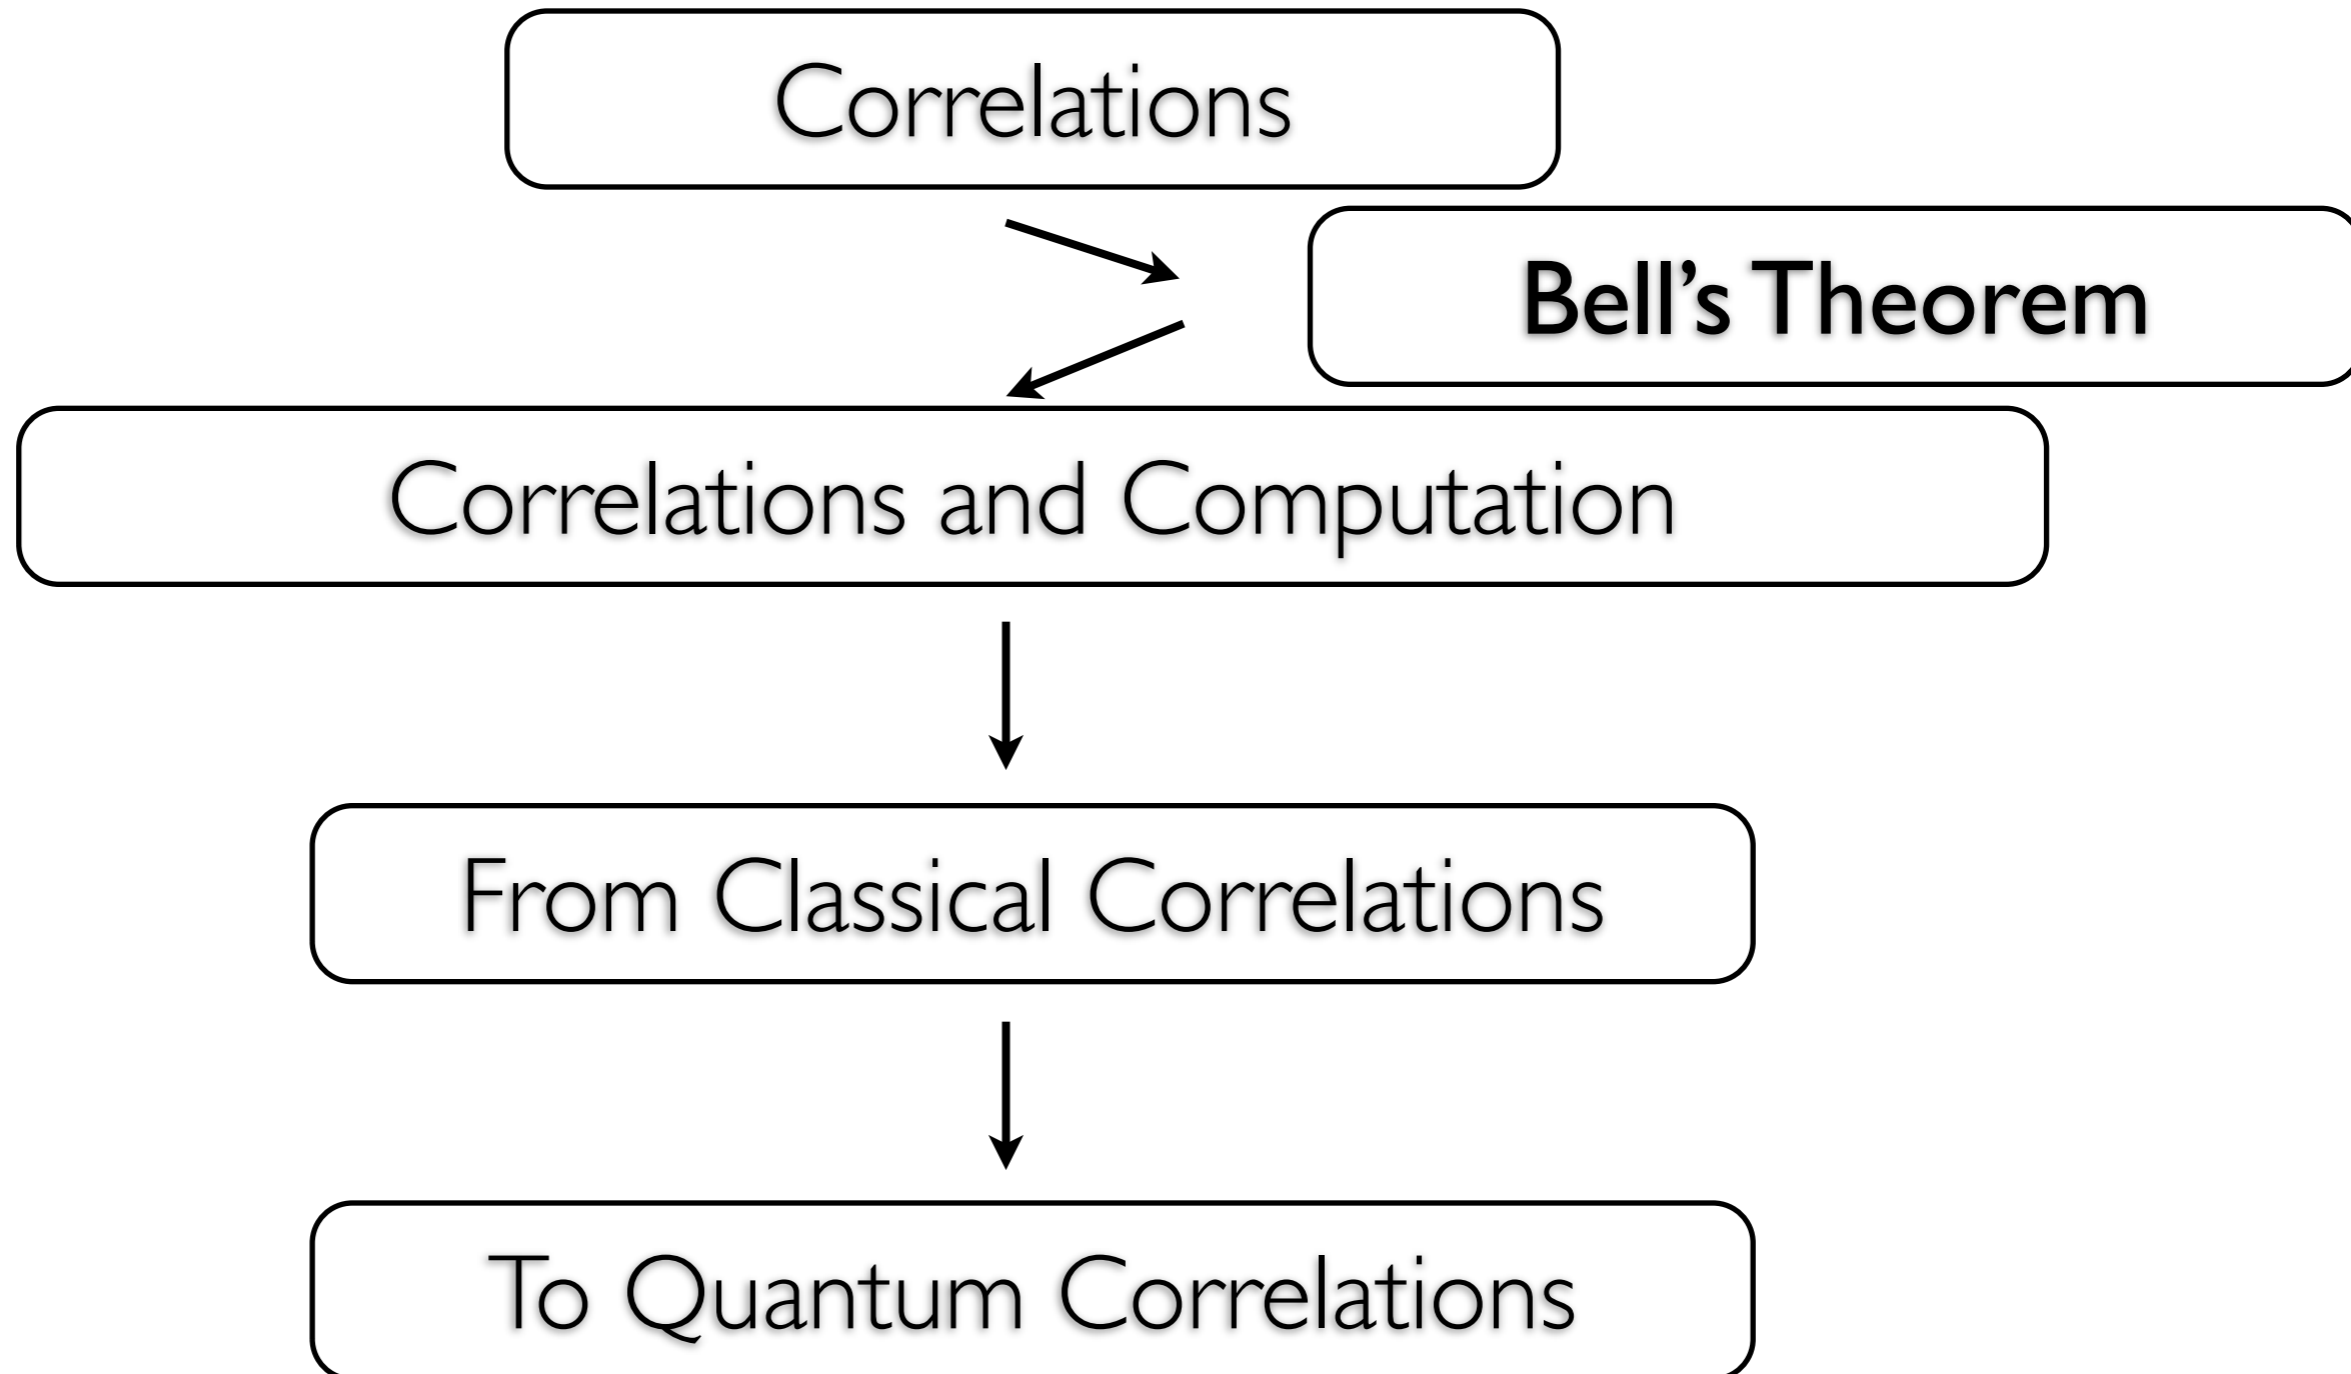 Correlations
Bell’s Theorem
Correlations and Computation
From Classical Correlations
To Quantum Correlations